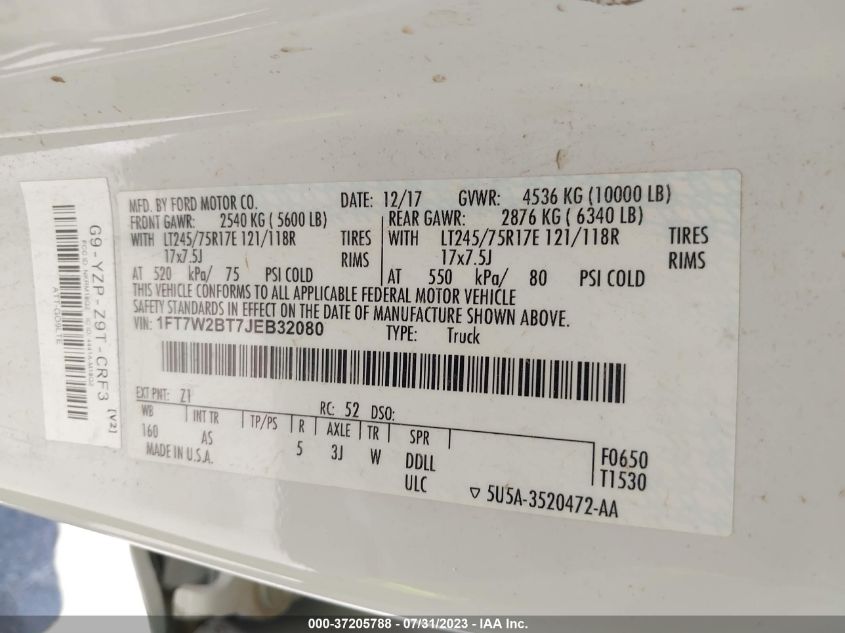 G9-YZP-Z9T-CRF3 (V2)
MFD. BY FORD MOTOR CO.
DATE: 12/17
GVWR: 4536 KG (10000 LB)
FRONT GAWR: 2540 KG ( 5600 LB)
REAR GAWR: 2876 KG ( 6340 LB)
WITH LT245/75R17E 121/118R TIRES
WITH LT245/75R17E 121/118R TIRES
17x7.5J RIMS
17x7.5J RIMS
AT 520 kPa/ 75 PSI COLD
AT 550 kPa/ 80 PSI COLD
THIS VEHICLE CONFORMS TO ALL APPLICABLE FEDERAL MOTOR VEHICLE
SAFETY STANDARDS IN EFFECT ON THE DATE OF MANUFACTURE SHOWN ABOVE.
VIN: 1FT7W2BT7JEB32080
TYPE: Truck
EXT PNT: Z1
RC: 52 DSO:
WB INT TR TP/PS R AXLE TR SPR
160 AS 5 3J W DDLL
F0650
MADE IN U.S.A.
ULC
T1530
5U5A-3520472-AA
000-37205788 - 07/31/2023 - IAA Inc.